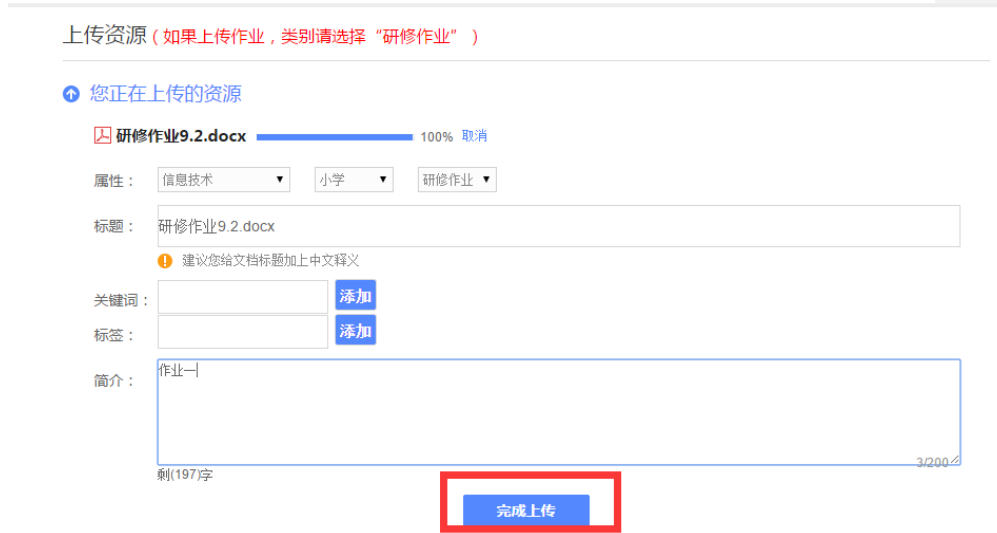 上传资源(如果上传作业，类别请选择“研修作业”)
您正在上传的资源
研修作业9.2.docx 100% 取消
属性： 信息技术 小学 研修作业
标题： 研修作业9.2.docx
建议您给文档标题加上中文释义
关键词： 添加
标签： 添加
简介： 作业一
3/200
剩(197)字
完成上传